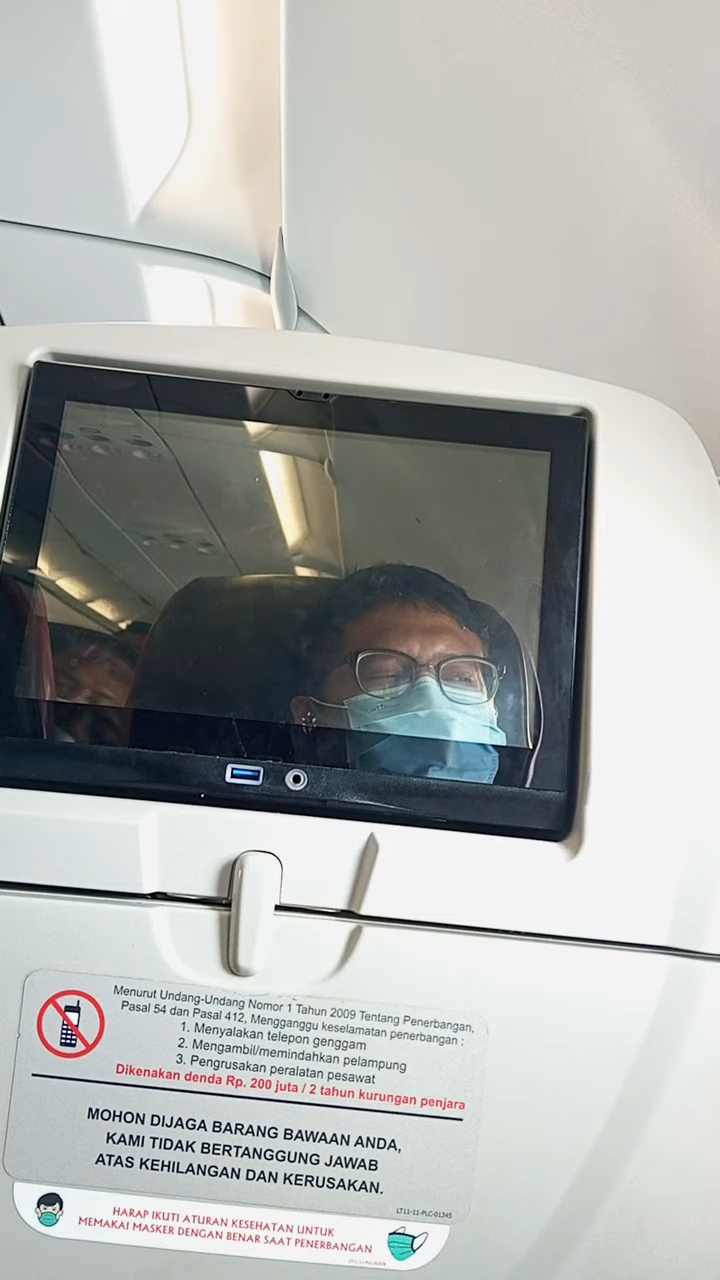 Menurut Undang-Undang Nomor 1 Tahun 2009 Tentang Penerbangan,
Pasal 54 dan Pasal 412, Mengganggu keselamatan penerbangan :
1. Menyalakan telepon genggam
2. Mengambil/memindahkan pelampung
3. Pengrusakan peralatan pesawat
Dikenakan denda Rp. 200 juta / 2 tahun kurungan penjara
MOHON DIJAGA BARANG BAWAAN ANDA,
KAMI TIDAK BERTANGGUNG JAWAB
ATAS KEHILANGAN DAN KERUSAKAN.
LT11-11-PLC-01345
HARAP IKUTI ATURAN KESEHATAN UNTUK
MEMAKAI MASKER DENGAN BENAR SAAT PENERBANGAN